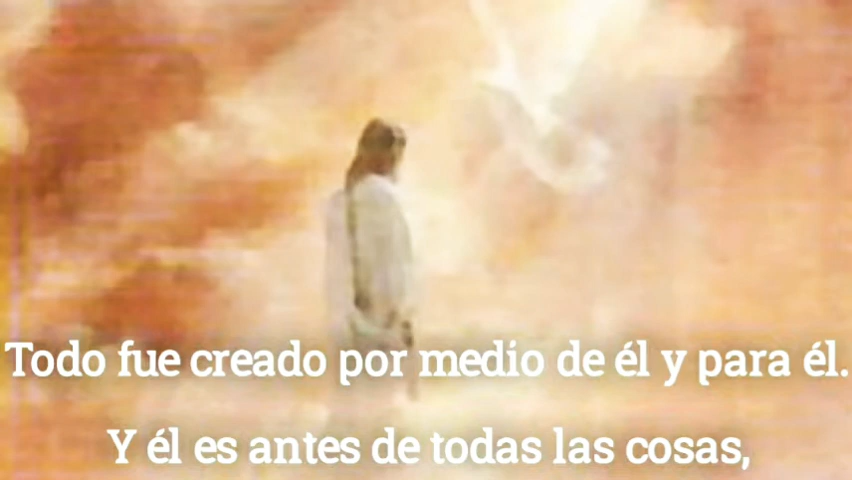 Todo fue creado por medio de él y para él.
Y él es antes de todas las cosas,